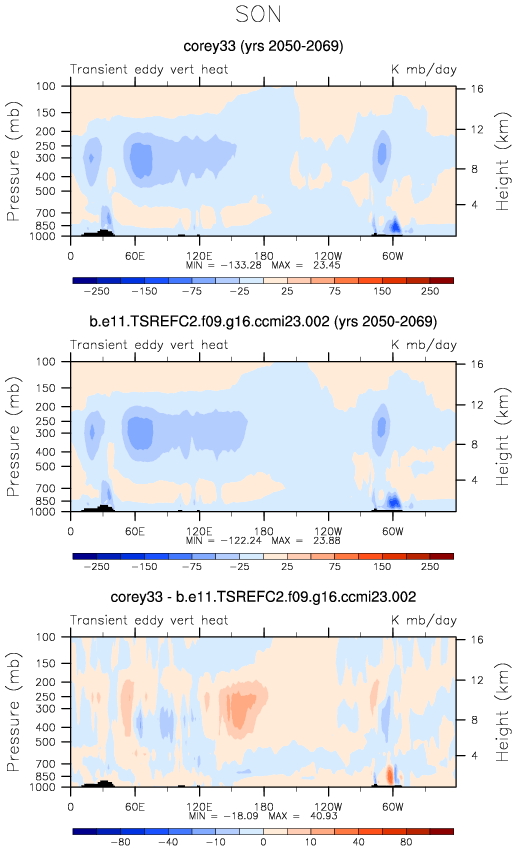 SON
corey33 (yrs 2050-2069)
Transient eddy vert heat K mb/day
Pressure (mb)
100
150
200
250
300
400
500
700
850
1000
16
12
8
4
Height (km)
0 60E 120E 180 120W 60W
MIN = -133.28 MAX = 23.45
-250 -150 -75 -25 25 75 150 250
b.e11.TSREFC2.f09.g16.ccmi23.002 (yrs 2050-2069)
Transient eddy vert heat K mb/day
Pressure (mb)
100
150
200
250
300
400
500
700
850
1000
16
12
8
4
Height (km)
0 60E 120E 180 120W 60W
MIN = -122.24 MAX = 23.88
-250 -150 -75 -25 25 75 150 250
corey33 - b.e11.TSREFC2.f09.g16.ccmi23.002
Transient eddy vert heat K mb/day
Pressure (mb)
100
150
200
250
300
400
500
700
850
1000
16
12
8
4
Height (km)
0 60E 120E 180 120W 60W
MIN = -18.09 MAX = 40.93
-80 -40 -10 0 10 40 80